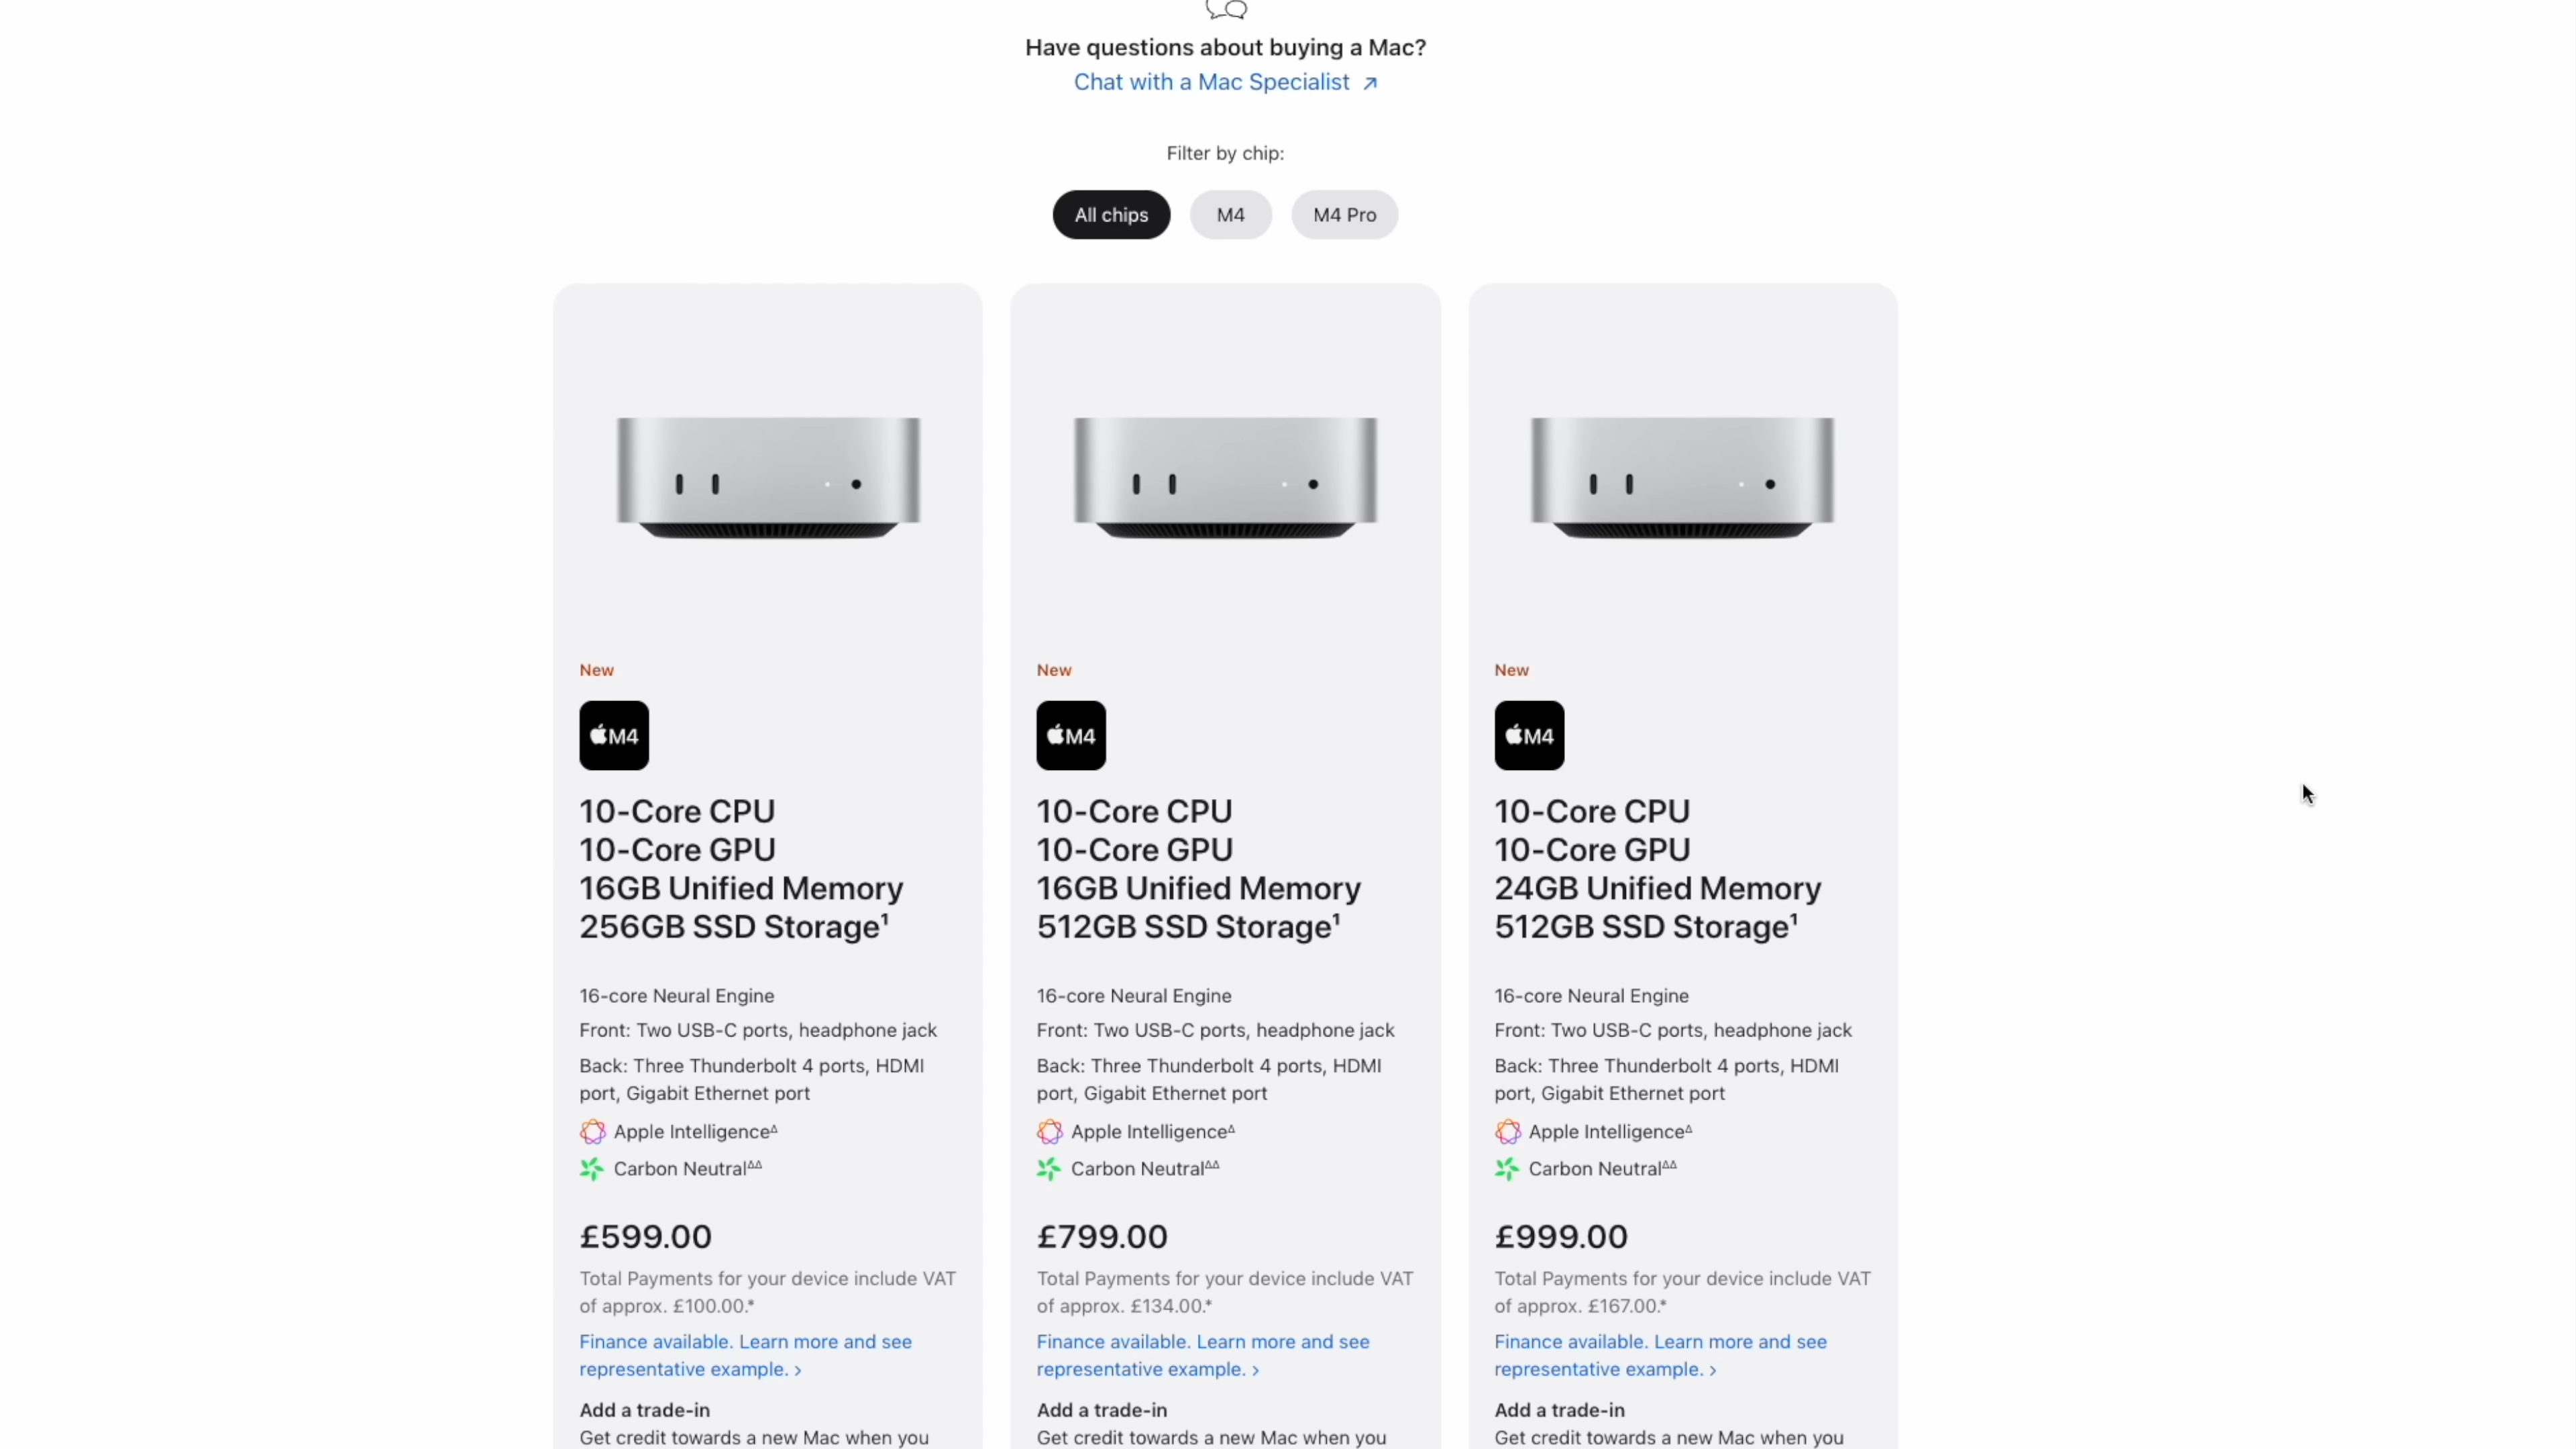 Have questions about buying a Mac?
Chat with a Mac Specialist ↗
Filter by chip:
All chips
M4
M4 Pro
New
M4
10-Core CPU
10-Core GPU
16GB Unified Memory
256GB SSD Storage¹
16-core Neural Engine
Front: Two USB-C ports, headphone jack
Back: Three Thunderbolt 4 ports, HDMI
port, Gigabit Ethernet port
Apple Intelligence∆
Carbon Neutral∆∆
£599.00
Total Payments for your device include VAT
of approx. £100.00.*
Finance available. Learn more and see
representative example. >
Add a trade-in
Get credit towards a new Mac when you
New
M4
10-Core CPU
10-Core GPU
16GB Unified Memory
512GB SSD Storage¹
16-core Neural Engine
Front: Two USB-C ports, headphone jack
Back: Three Thunderbolt 4 ports, HDMI
port, Gigabit Ethernet port
Apple Intelligence∆
Carbon Neutral∆∆
£799.00
Total Payments for your device include VAT
of approx. £134.00.*
Finance available. Learn more and see
representative example. >
Add a trade-in
Get credit towards a new Mac when you
New
M4
10-Core CPU
10-Core GPU
24GB Unified Memory
512GB SSD Storage¹
16-core Neural Engine
Front: Two USB-C ports, headphone jack
Back: Three Thunderbolt 4 ports, HDMI
port, Gigabit Ethernet port
Apple Intelligence∆
Carbon Neutral∆∆
£999.00
Total Payments for your device include VAT
of approx. £167.00.*
Finance available. Learn more and see
representative example. >
Add a trade-in
Get credit towards a new Mac when you